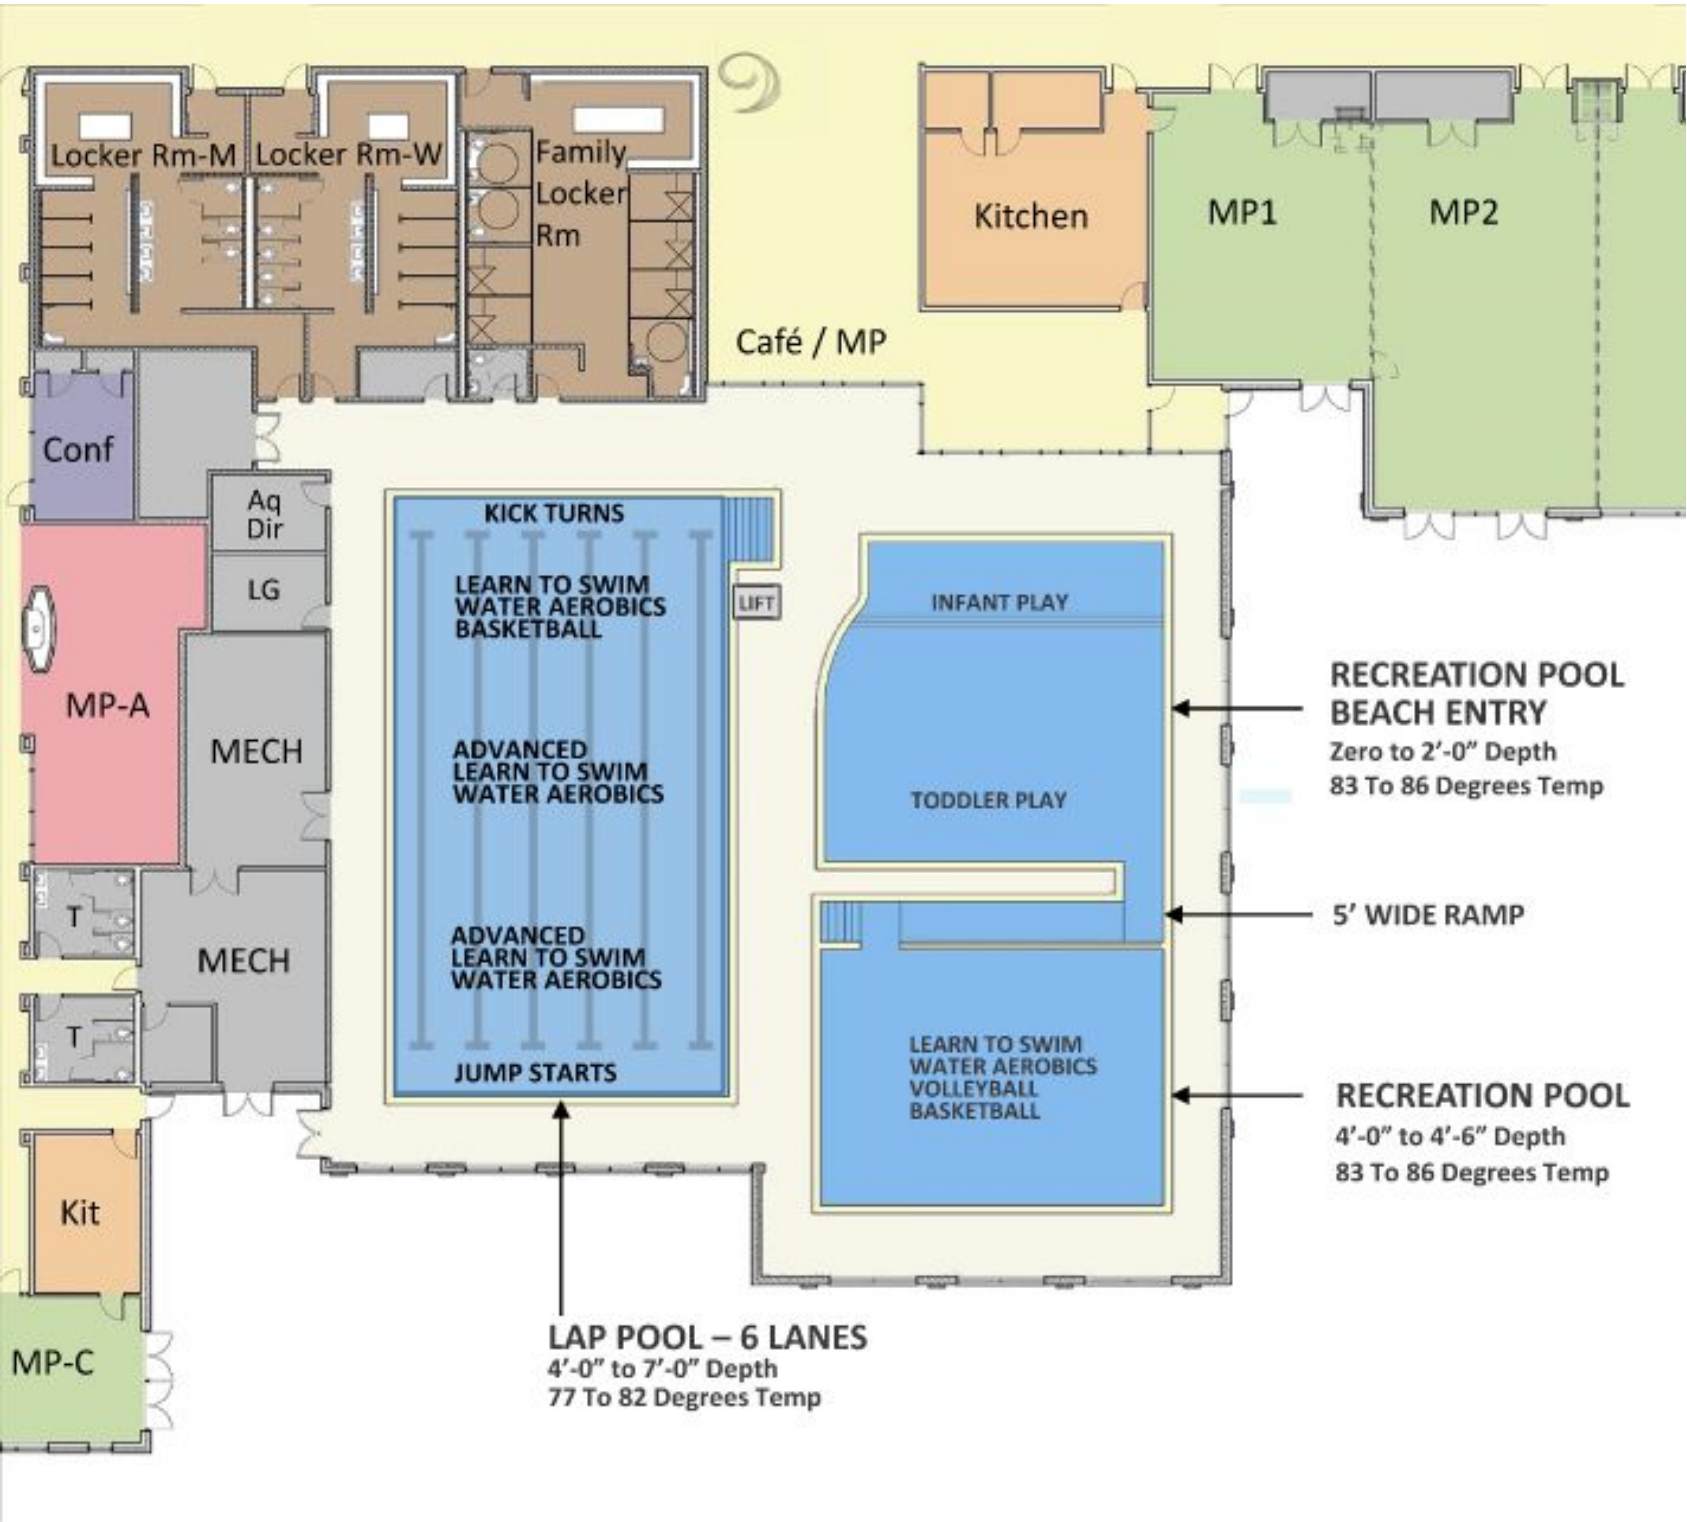 Locker Rm-M
Locker Rm-W
Family
Locker
Rm
Kitchen
MP1
MP2
Café / MP
Conf
Aq
Dir
LG
MP-A
MECH
T
MECH
T
Kit
MP-C
KICK TURNS
LEARN TO SWIM
WATER AEROBICS
BASKETBALL
LIFT
ADVANCED
LEARN TO SWIM
WATER AEROBICS
ADVANCED
LEARN TO SWIM
WATER AEROBICS
JUMP STARTS
INFANT PLAY
TODDLER PLAY
LEARN TO SWIM
WATER AEROBICS
VOLLEYBALL
BASKETBALL
RECREATION POOL
BEACH ENTRY
Zero to 2’-0” Depth
83 To 86 Degrees Temp
5’ WIDE RAMP
RECREATION POOL
4’-0” to 4’-6” Depth
83 To 86 Degrees Temp
LAP POOL – 6 LANES
4’-0” to 7’-0” Depth
77 To 82 Degrees Temp